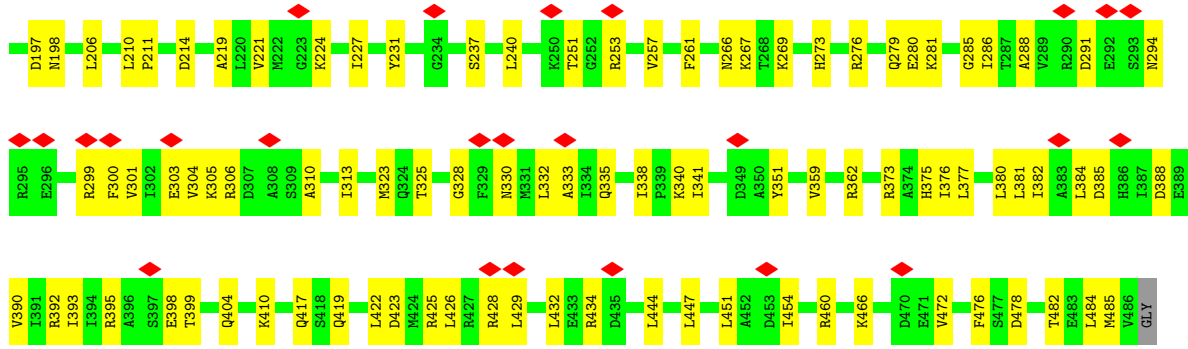 D197 N198 L206 L210 P211 D214 A219 L220 V221 M222 G223 K224 I227 Y231 G234 S237 L240 K250 T251 G252 R253 V257 F261 N266 K267 T268 K269 H273 R276 Q279 E280 K281 G285 I286 T287 A288 V289 R290 D291 E292 S293 N294
R295 E296 R299 F300 V301 I302 E303 V304 K305 R306 D307 A308 S309 A310 I313 M323 Q324 T325 G328 F329 N330 M331 L332 A333 I334 Q335 I338 P339 K340 I341 D349 A350 Y351 V359 R362 R373 A374 H375 I376 L377 L380 L381 I382 A383 L384 D385 H386 I387 D388 E389
V390 I391 R392 I393 I394 R395 A396 S397 E398 T399 Q404 K410 Q417 S418 Q419 L422 D423 M424 R425 L426 R427 R428 L429 L432 E433 R434 D435 L444 L447 L451 A452 D453 I454 R460 K466 D470 E471 V472 F476 S477 D478 T482 E483 L484 M485 V486 GLY